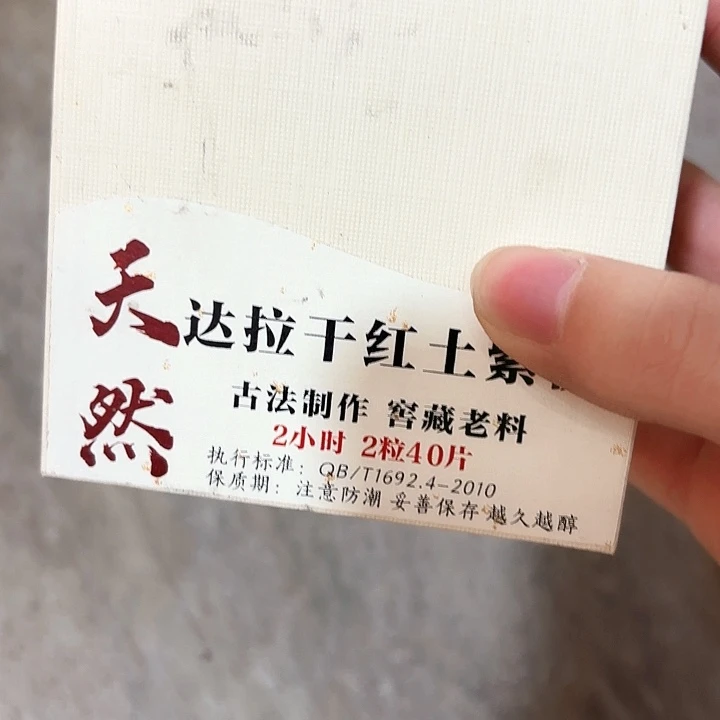 天然
达拉干红土紫
古法制作 窖藏老料
2小时 2粒40片
执行标准：QB/T1692.4-2010
保质期：注意防潮 妥善保存 越久越醇